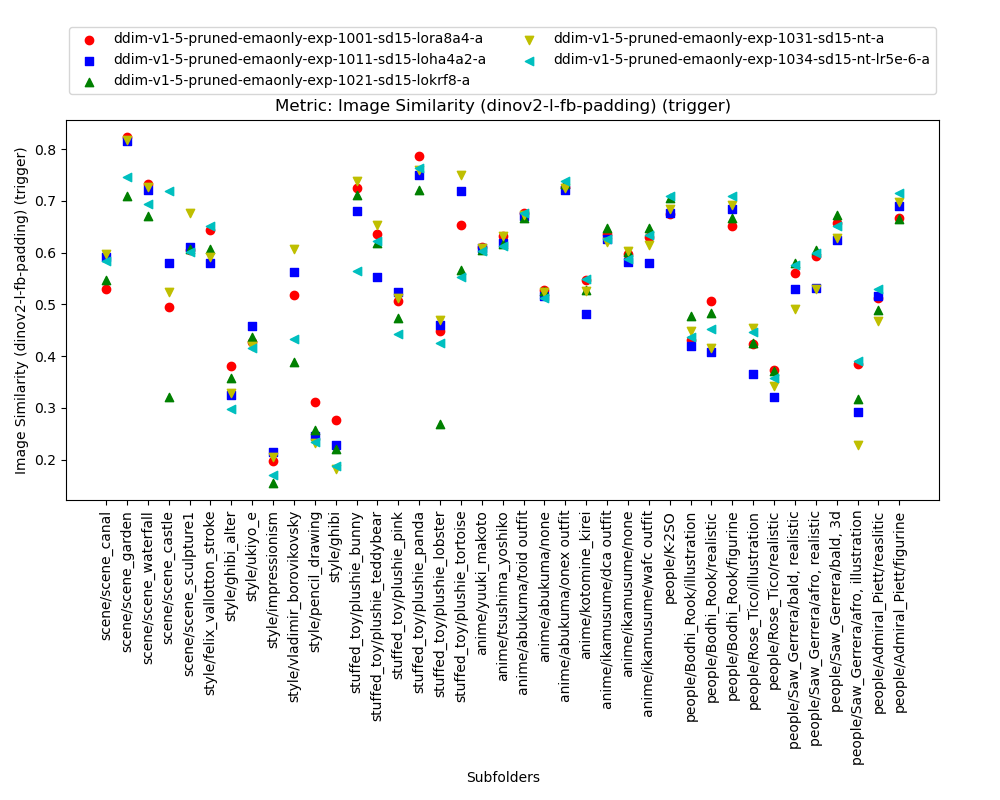 ddim-v1-5-pruned-emaonly-exp-1001-sd15-lora8a4-a
ddim-v1-5-pruned-emaonly-exp-1011-sd15-loha4a2-a
ddim-v1-5-pruned-emaonly-exp-1021-sd15-lokrf8-a
ddim-v1-5-pruned-emaonly-exp-1031-sd15-nt-a
ddim-v1-5-pruned-emaonly-exp-1034-sd15-nt-lr5e-6-a
Metric: Image Similarity (dinov2-l-fb-padding) (trigger)
Image Similarity (dinov2-l-fb-padding) (trigger)
0.8
0.7
0.6
0.5
0.4
0.3
0.2
scene/scene_canal
scene/scene_garden
scene/scene_waterfall
scene/scene_castle
scene/scene_sculpture1
style/felix_vallotton_stroke
style/ghibi_alter
style/ukiyo_e
style/impressionism
style/vladimir_borovikovsky
style/pencil_drawing
style/ghibi
stuffed_toy/plushie_bunny
stuffed_toy/plushie_teddybear
stuffed_toy/plushie_pink
stuffed_toy/plushie_panda
stuffed_toy/plushie_lobster
stuffed_toy/plushie_tortoise
anime/yuuki_makoto
anime/tsushima_yoshiko
anime/abukuma/toid outfit
anime/abukuma/none
anime/abukuma/onex outfit
anime/kotomine_kirei
anime/ikamusume/dca outfit
anime/ikamusume/none
anime/ikamusume/wafc outfit
people/K-2SO
people/Bodhi_Rook/illustration
people/Bodhi_Rook/realistic
people/Bodhi_Rook/figurine
people/Rose_Tico/illustration
people/Rose_Tico/realistic
people/Saw_Gerrera/bald, realistic
people/Saw_Gerrera/afro, realistic
people/Saw_Gerrera/bald, 3d
people/Saw_Gerrera/afro, illustration
people/Admiral_Piett/reaslitic
people/Admiral_Piett/figurine
Subfolders